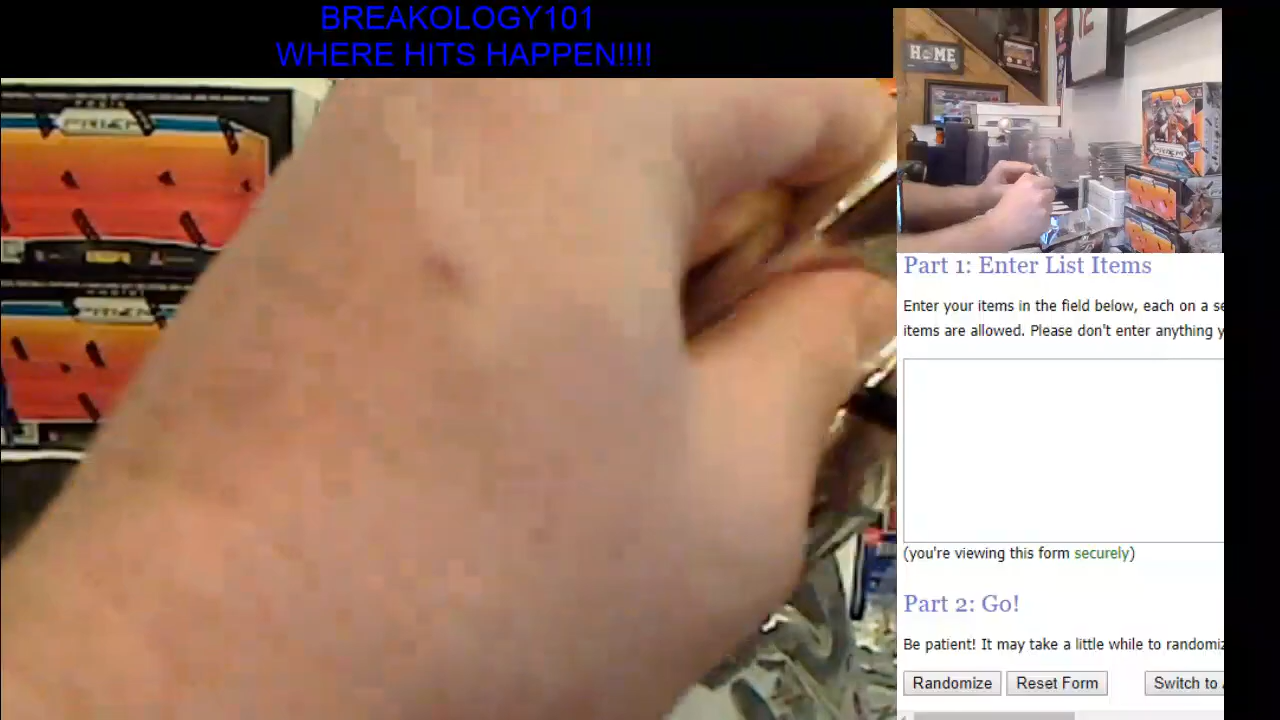 BREAKOLOGY101
WHERE HITS HAPPEN!!!!
HOME
PRIZM
PRIZM
Part 1: Enter List Items
Enter your items in the field below, each on a se
items are allowed. Please don't enter anything y
(you're viewing this form securely)
Part 2: Go!
Be patient! It may take a little while to randomiz
Randomize
Reset Form
Switch to